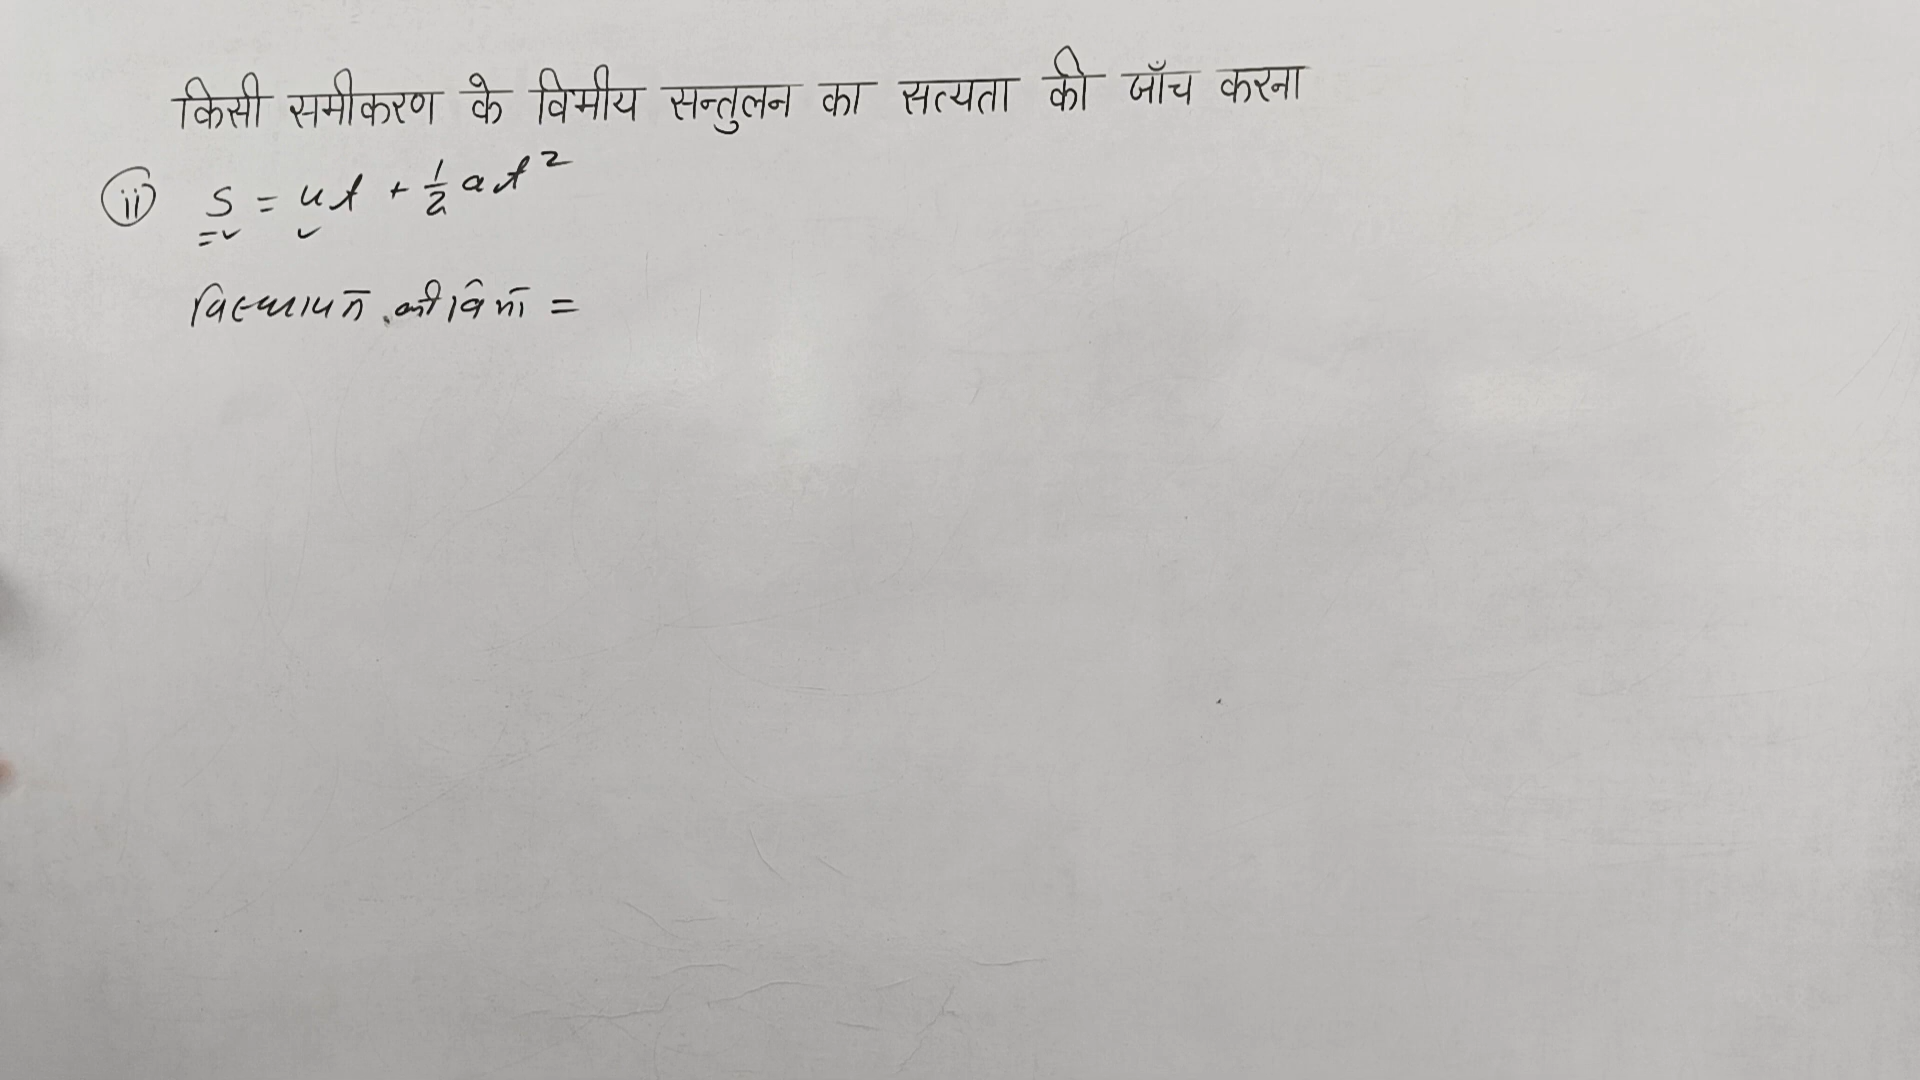 किसी समीकरण के विमीय सन्तुलन का सत्यता की जाँच करना
(ii) S = ut + 1/2 at²
विस्थापन की विमा =